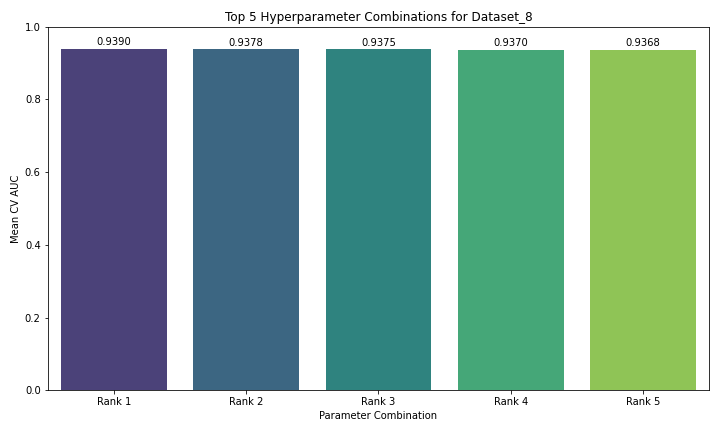 Top 5 Hyperparameter Combinations for Dataset_8
1.0
0.8
0.6
0.4
0.2
0.0
Mean CV AUC
0.9390
0.9378
0.9375
0.9370
0.9368
Rank 1
Rank 2
Rank 3
Rank 4
Rank 5
Parameter Combination